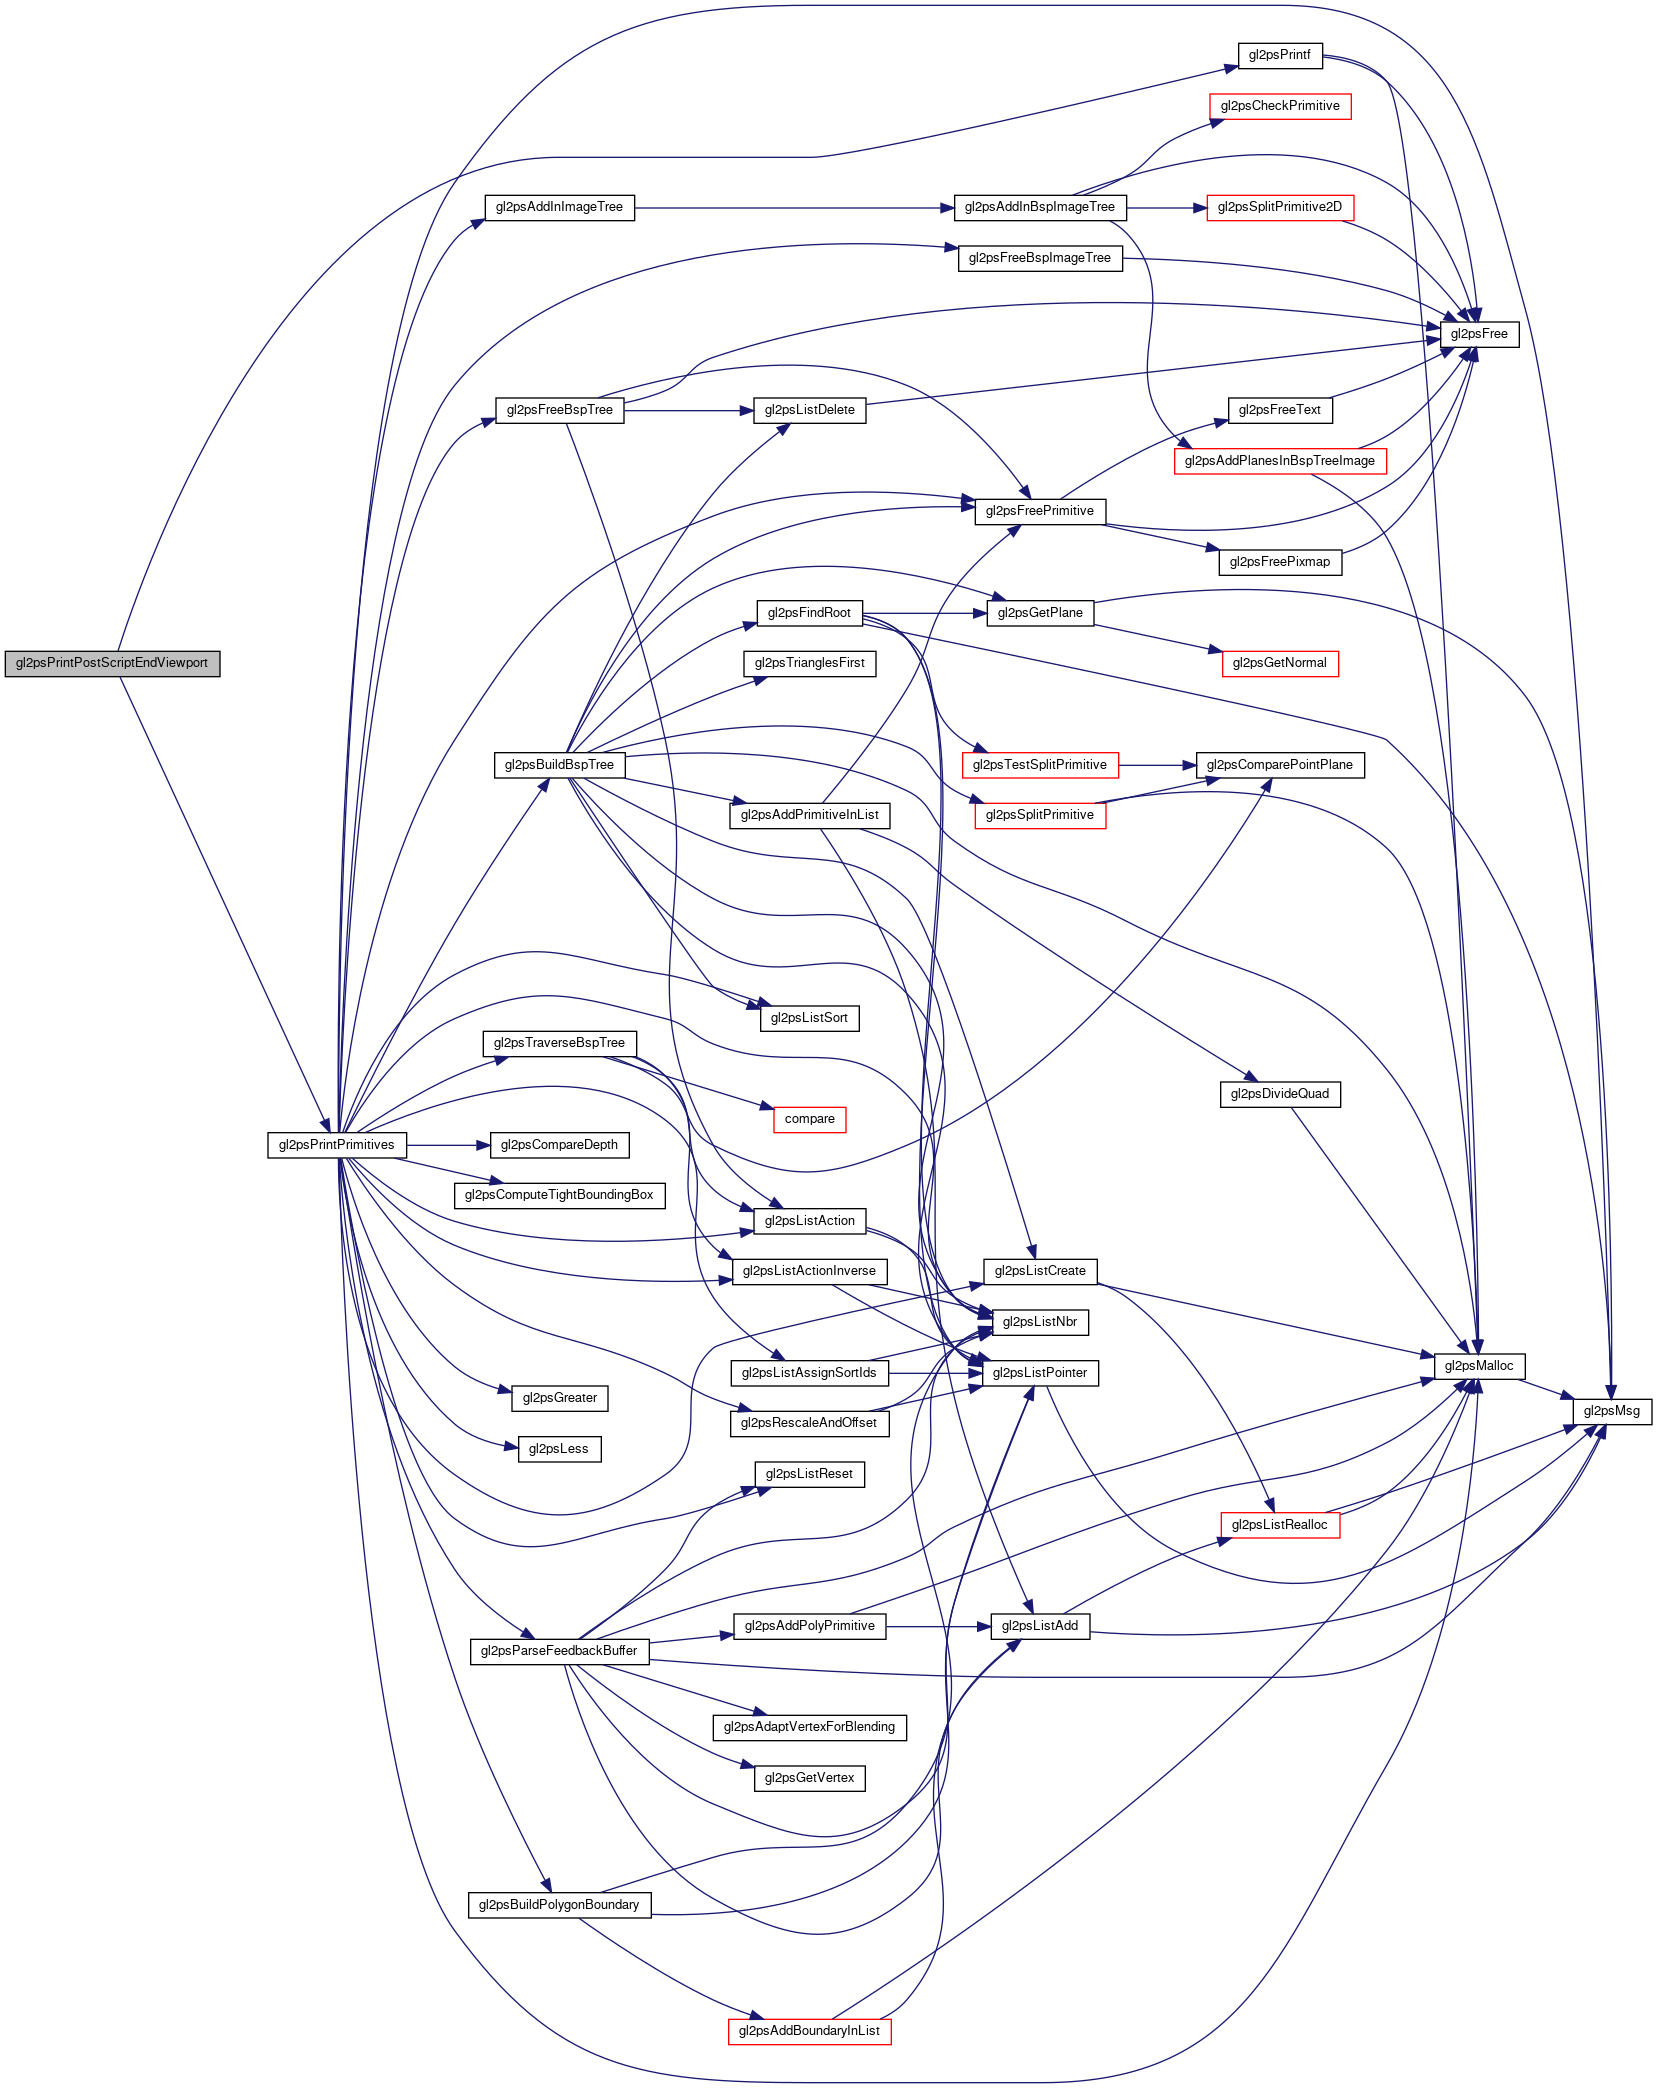 gl2psPrintf
gl2psCheckPrimitive
gl2psAddInImageTree
gl2psAddInBspImageTree
gl2psSplitPrimitive2D
gl2psFreeBspImageTree
gl2psFree
gl2psFreeBspTree
gl2psListDelete
gl2psFreeText
gl2psAddPlanesInBspTreeImage
gl2psFreePrimitive
gl2psFreePixmap
gl2psFindRoot
gl2psGetPlane
gl2psPrintPostScriptEndViewport
gl2psTrianglesFirst
gl2psGetNormal
gl2psBuildBspTree
gl2psTestSplitPrimitive
gl2psComparePointPlane
gl2psAddPrimitiveInList
gl2psSplitPrimitive
gl2psListSort
gl2psTraverseBspTree
gl2psDivideQuad
compare
gl2psPrintPrimitives
gl2psCompareDepth
gl2psComputeTightBoundingBox
gl2psListAction
gl2psListActionInverse
gl2psListCreate
gl2psListNbr
gl2psListAssignSortIds
gl2psListPointer
gl2psMalloc
gl2psGreater
gl2psRescaleAndOffset
gl2psMsg
gl2psLess
gl2psListReset
gl2psListRealloc
gl2psAddPolyPrimitive
gl2psListAdd
gl2psParseFeedbackBuffer
gl2psAdaptVertexForBlending
gl2psGetVertex
gl2psBuildPolygonBoundary
gl2psAddBoundaryInList